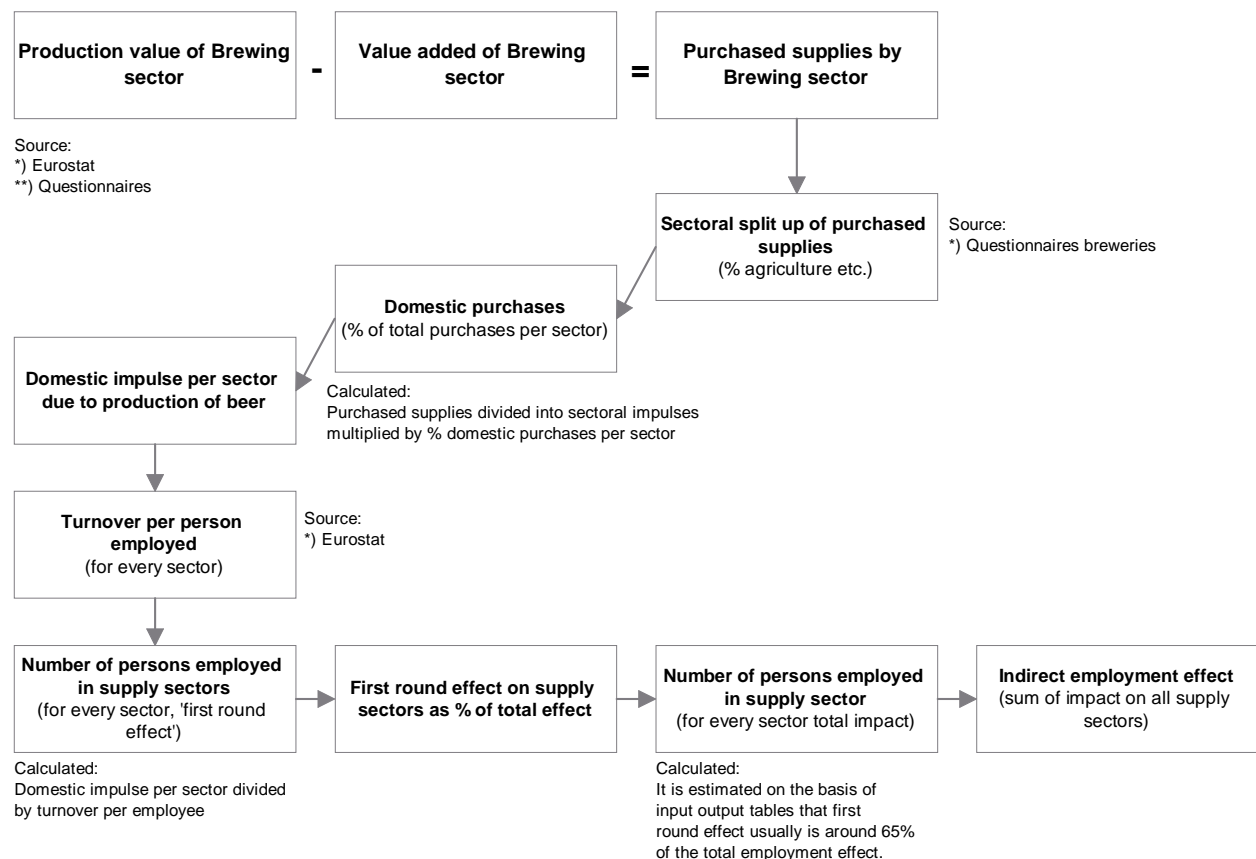 Production value of Brewing
sector
-
Value added of Brewing
sector
=
Purchased supplies by
Brewing sector
Source:
*) Eurostat
**) Questionnaires
Sectoral split up of purchased
supplies
(% agriculture etc.)
Source:
*) Questionnaires breweries
Domestic purchases
(% of total purchases per sector)
Calculated:
Purchased supplies divided into sectoral impulses
multiplied by % domestic purchases per sector
Domestic impulse per sector
due to production of beer
Turnover per person
employed
(for every sector)
Source:
*) Eurostat
Number of persons employed
in supply sectors
(for every sector, 'first round
effect')
Calculated:
Domestic impulse per sector divided
by turnover per employee
First round effect on supply
sectors as % of total effect
Number of persons employed
in supply sector
(for every sector total impact)
Calculated:
It is estimated on the basis of
input output tables that first
round effect usually is around 65%
of the total employment effect.
Indirect employment effect
(sum of impact on all supply
sectors)